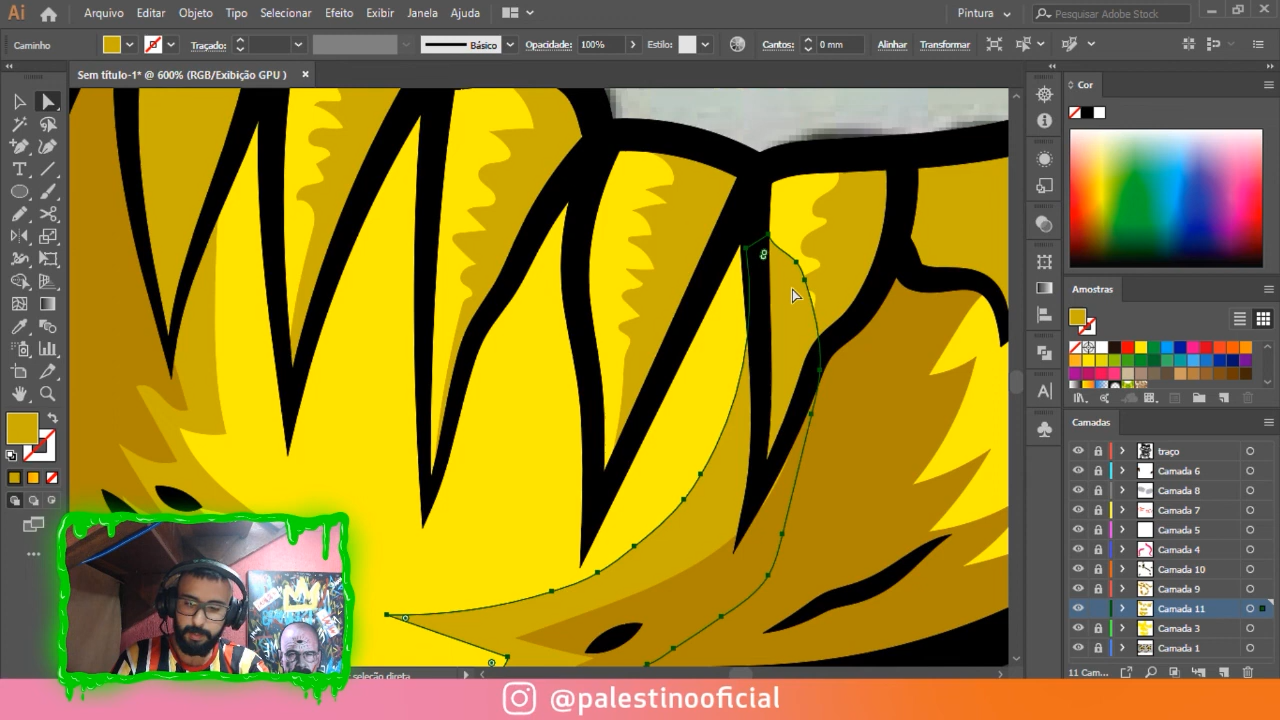 Ai Arquivo Editar Objeto Tipo Selecionar Efeito Exibir Janela Ajuda Pintura Pesquisar Adobe Stock
Caminho Traçado: Básico Opacidade: 100% Estilo: Cantos: 0 mm Alinhar Transformar
Sem título-1* @ 600% (RGB/Exibição GPU )
Cor
Amostras
Camadas
traço
Camada 6
Camada 8
Camada 7
Camada 5
Camada 4
Camada 10
Camada 9
Camada 11
Camada 3
Camada 1
11 Cam...
seleção direta
@palestinooficial